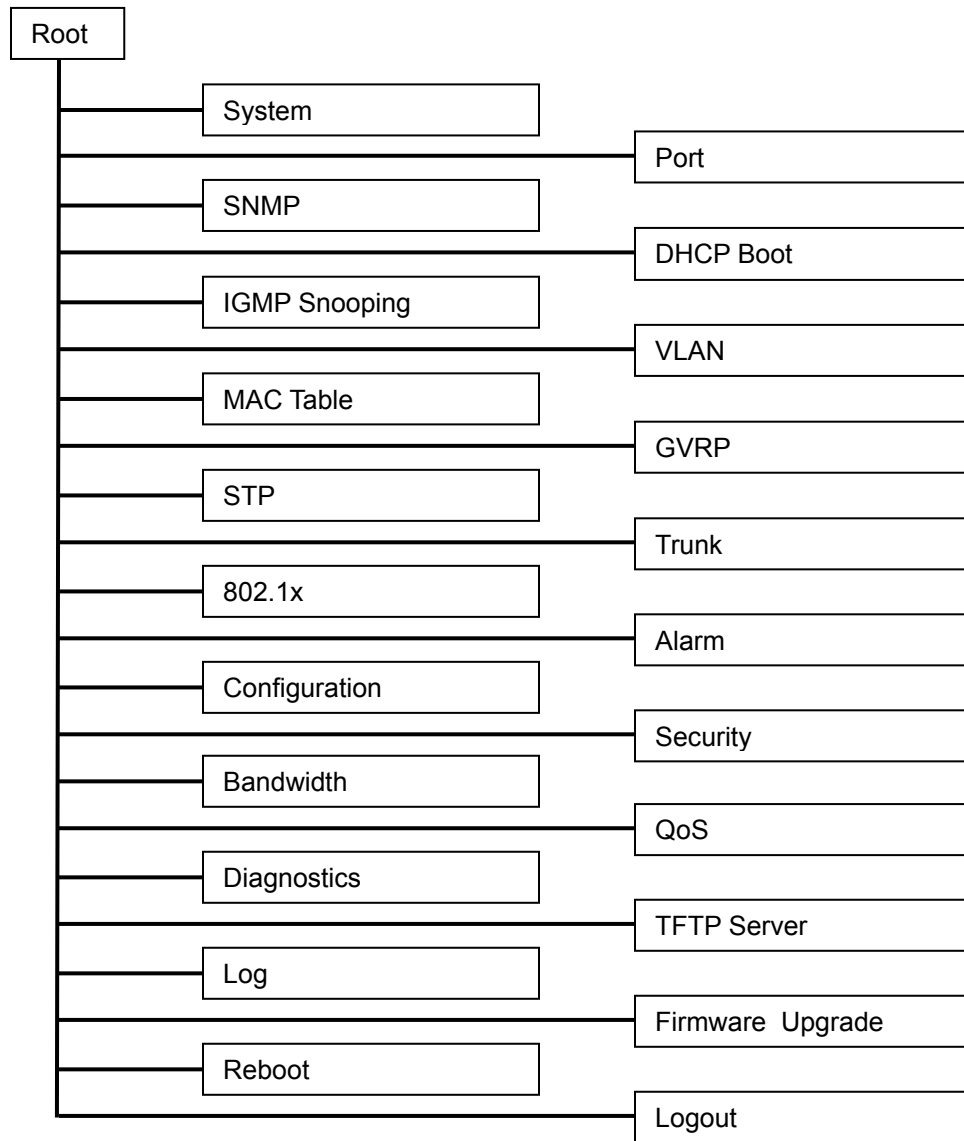 Root
System
Port
SNMP
DHCP Boot
IGMP Snooping
VLAN
MAC Table
GVRP
STP
Trunk
802.1x
Alarm
Configuration
Security
Bandwidth
QoS
Diagnostics
TFTP Server
Log
Firmware  Upgrade
Reboot
Logout